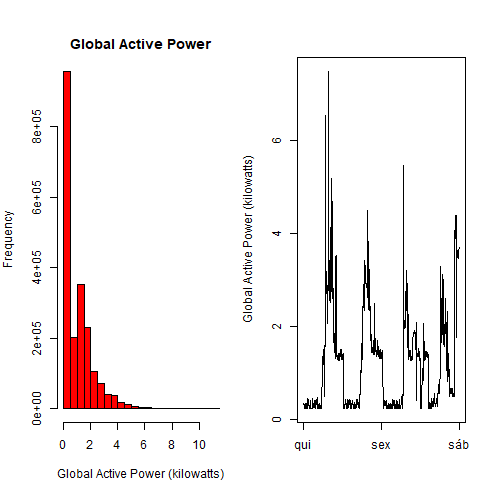 Global Active Power
Frequency
0e+00 2e+05 4e+05 6e+05 8e+05
0 2 4 6 8 10
Global Active Power (kilowatts)
Global Active Power (kilowatts)
0 2 4 6
qui sex sáb